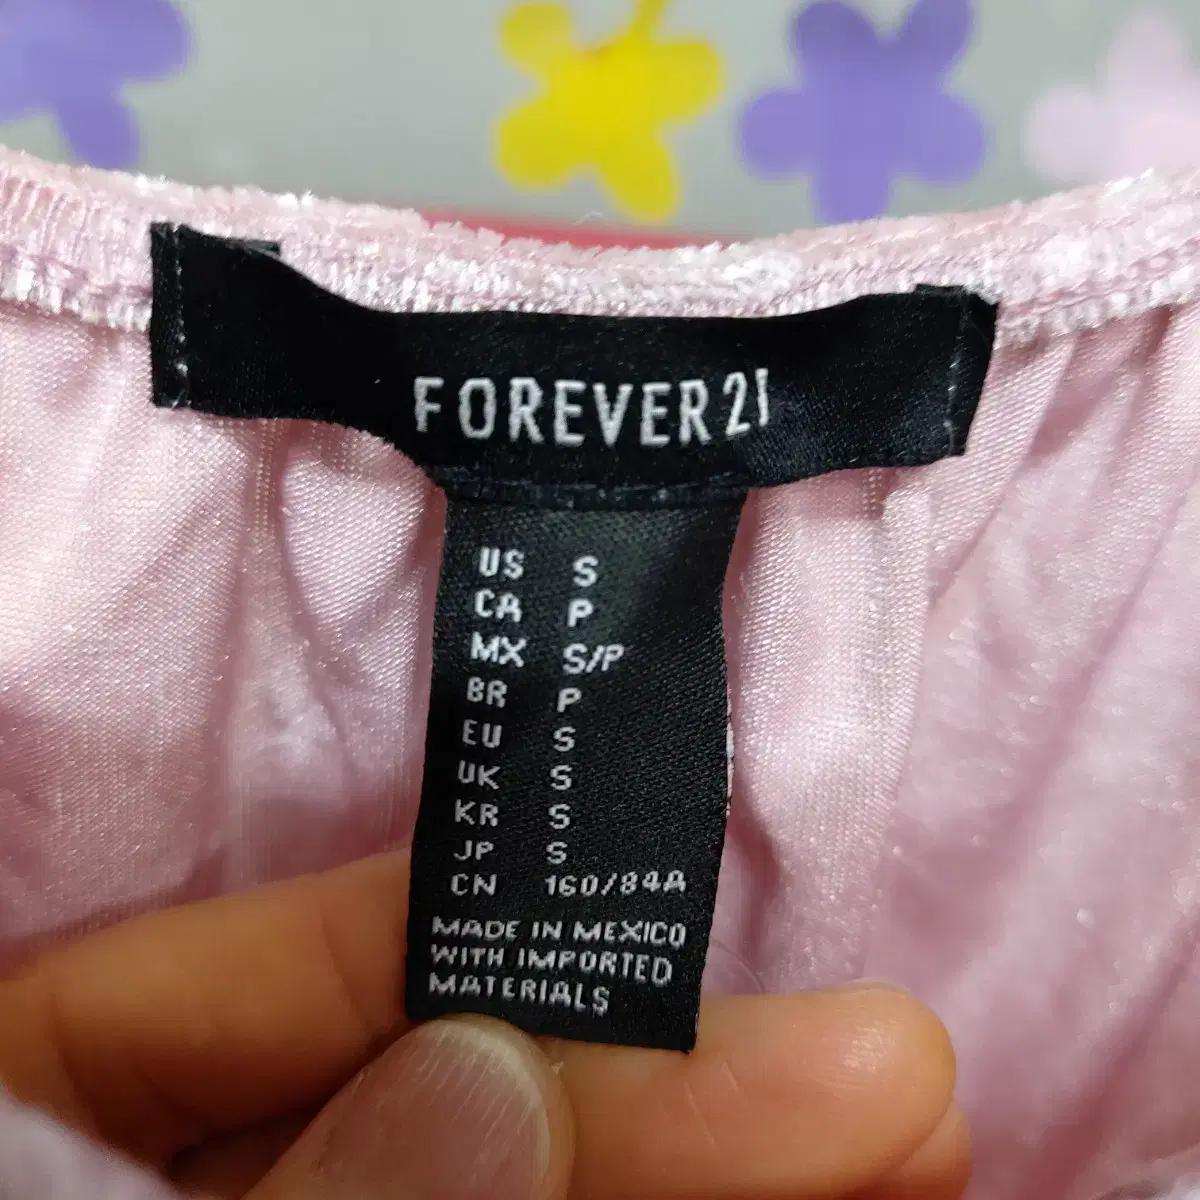 FOREVER 21
US S
CA P
MX S/P
BR P
EU S
UK S
KR S
JP S
CN 160/84A
MADE IN MEXICO
WITH IMPORTED
MATERIALS